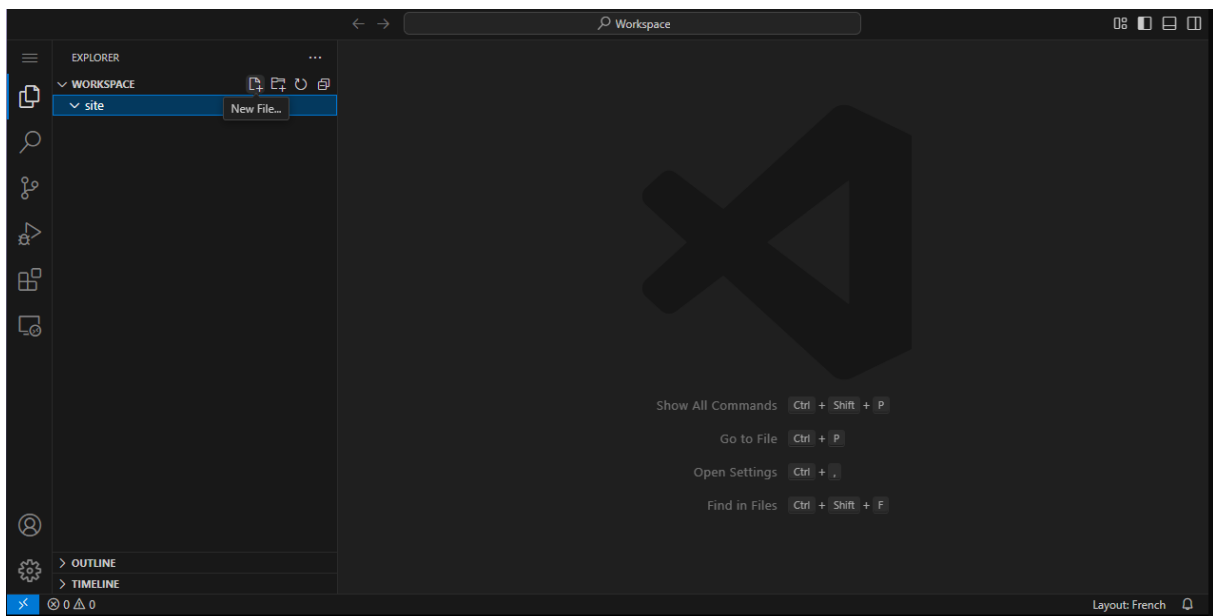 Workspace
EXPLORER
WORKSPACE
site
New File...
Show All Commands Ctrl + Shift + P
Go to File Ctrl + P
Open Settings Ctrl + ,
Find in Files Ctrl + Shift + F
OUTLINE
TIMELINE
0 0
Layout: French